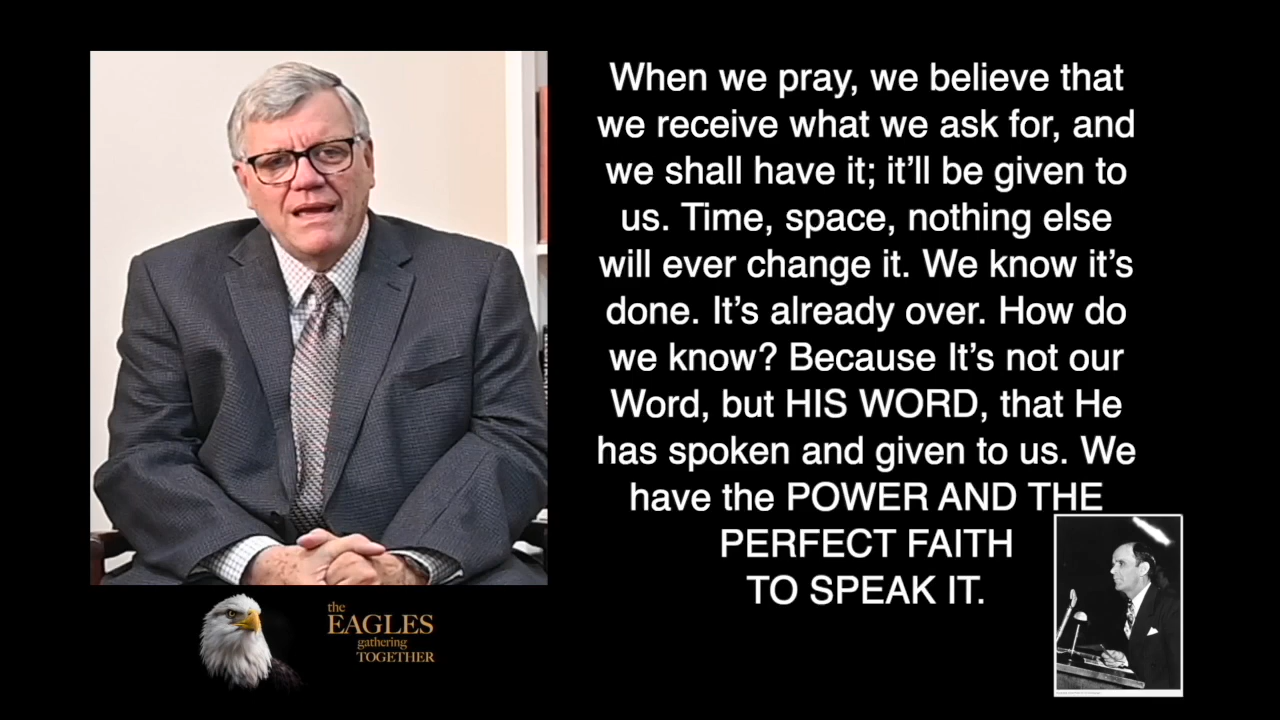 When we pray, we believe that
we receive what we ask for, and
we shall have it; it’ll be given to
us. Time, space, nothing else
will ever change it. We know it’s
done. It’s already over. How do
we know? Because It’s not our
Word, but HIS WORD, that He
has spoken and given to us. We
have the POWER AND THE
PERFECT FAITH
TO SPEAK IT.
the
EAGLES
gathering
TOGETHER